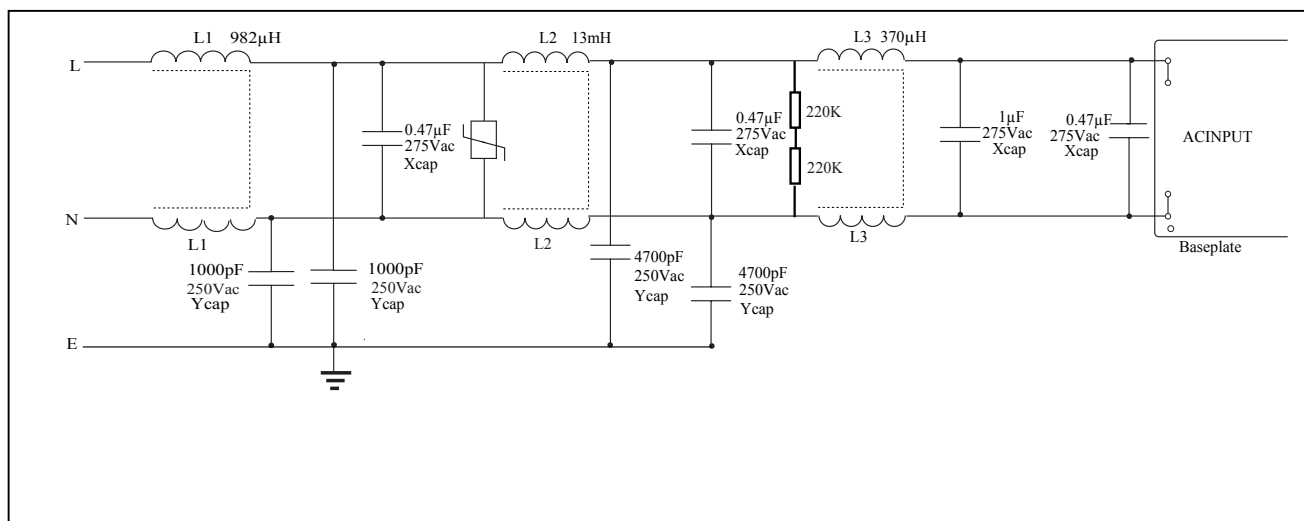 L1 982µH
L2 13mH
L3 370µH
L
0.47µF
275Vac
Xcap
0.47µF
275Vac
Xcap
220K
220K
1µF
275Vac
Xcap
0.47µF
275Vac
Xcap
ACINPUT
N
L1
L2
L3
Baseplate
1000pF
250Vac
Ycap
1000pF
250Vac
Ycap
4700pF
250Vac
Ycap
4700pF
250Vac
Ycap
E